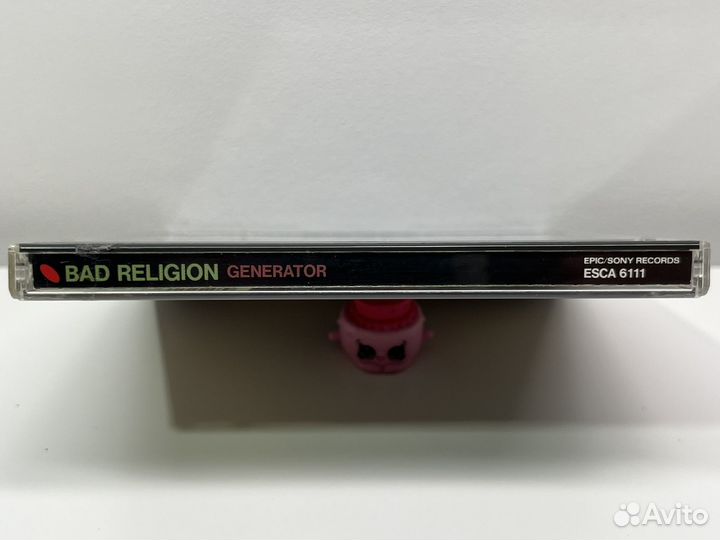 BAD RELIGION GENERATOR
EPIC/SONY RECORDS
ESCA 6111
Avito